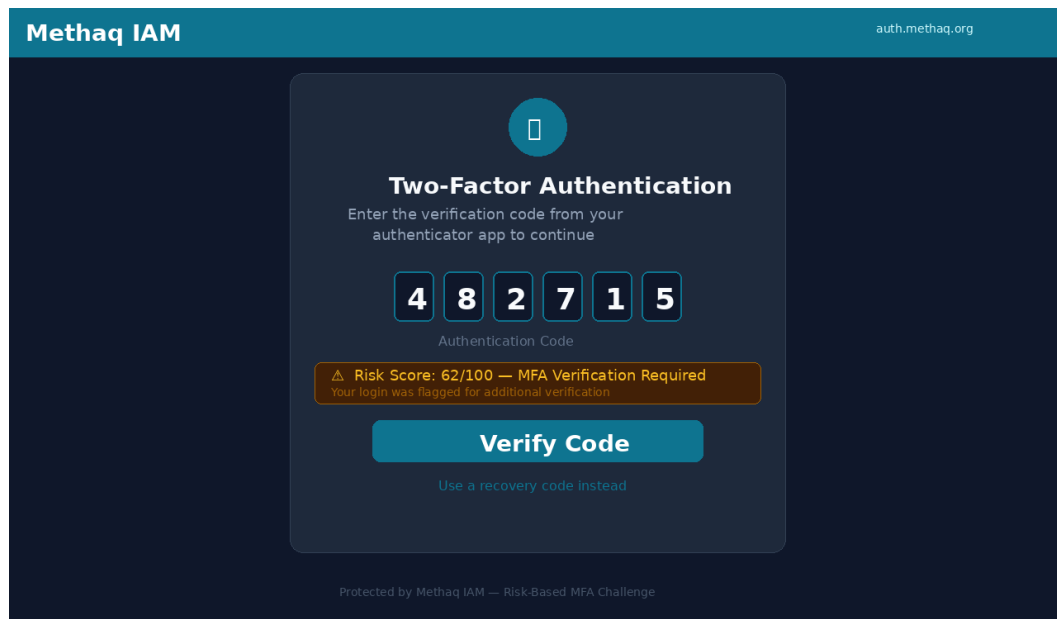 Methaq IAM
auth.methaq.org
Two-Factor Authentication
Enter the verification code from your
authenticator app to continue
4 8 2 7 1 5
Authentication Code
⚠ Risk Score: 62/100 — MFA Verification Required
Your login was flagged for additional verification
Verify Code
Use a recovery code instead
Protected by Methaq IAM — Risk-Based MFA Challenge